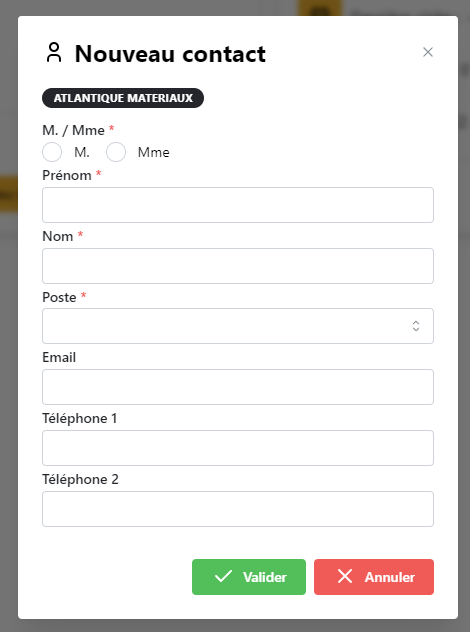 Nouveau contact
ATLANTIQUE MATERIAUX
M. / Mme *
M. Mme
Prénom *
Nom *
Poste *
Email
Téléphone 1
Téléphone 2
Valider Annuler